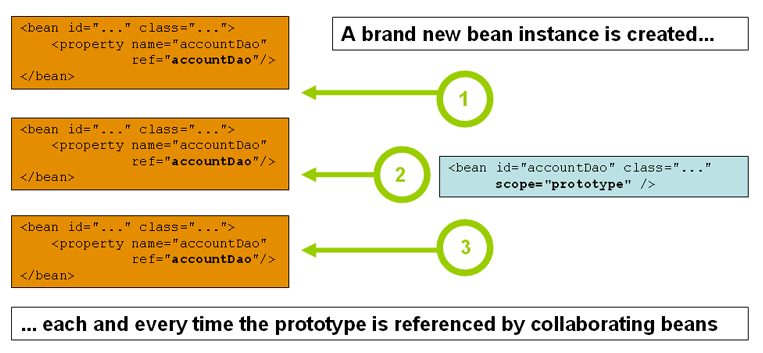 A brand new bean instance is created...
<bean id="..." class="...">
<property name="accountDao"
ref="accountDao"/>
</bean>
1
<bean id="..." class="...">
<property name="accountDao"
ref="accountDao"/>
</bean>
2
<bean id="accountDao" class="..."
scope="prototype" />
<bean id="..." class="...">
<property name="accountDao"
ref="accountDao"/>
</bean>
3
... each and every time the prototype is referenced by collaborating beans